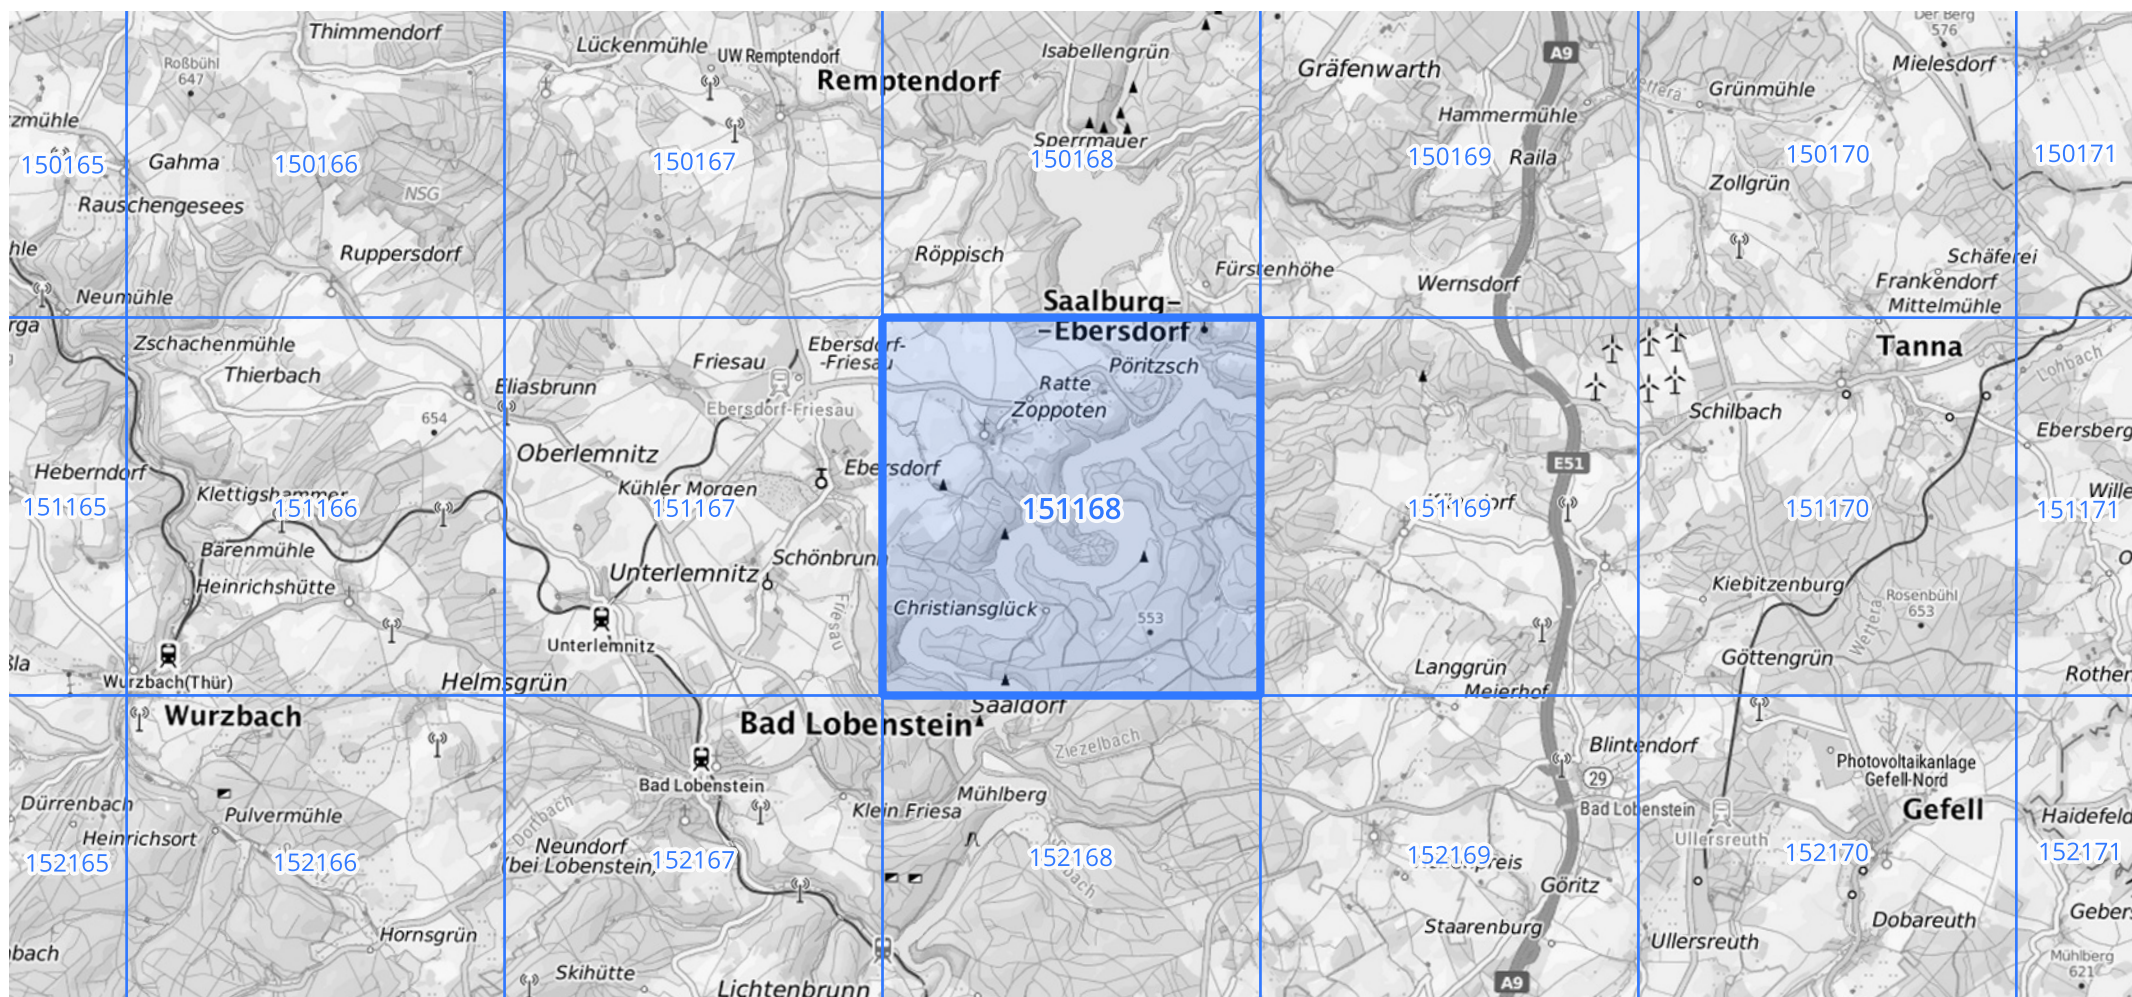 Thimmendorf
Lückenmühle
UW Remptendorf
Remptendorf
Isabellengrün
Gräfenwarth
A9
Der Berg
576
Mielesdorf
Roßbühl
647
Grünmühle
Wettera
Hammermühle
zmühle
Sperrmauer
150165
Gahma
150166
150167
150168
150169
Raila
150170
150171
NSG
Zollgrün
Rauschengesees
hle
Ruppersdorf
Röppisch
Fürstenhöhe
Wernsdorf
Schäferei
Frankendorf
Mittelmühle
Neumühle
Saalburg-
-Ebersdorf
rga
Zschachenmühle
Thierbach
Friesau
Ebersdorf-
-Friesau
Pöritzsch
Tanna
Lohbach
Eliasbrunn
Ebersdorf-Friesau
Ratte
Zoppoten
Schilbach
654
Ebersberg
Oberlemnitz
Heberndorf
Kühler Morgen
Ebersdorf
E51
Klettigshammer
Wille
151165
151166
151167
151168
151169
151170
151171
Bärenmühle
Schönbrunn
Heinrichshütte
Unterlemnitz
Kiebitzenburg
Rosenbühl
653
Christiansglück
553
Friesau
Wettera
Unterlemnitz
ßla
Wurzbach(Thür)
Helmsgrün
Langgrün
Meierhof
Göttengrün
Rother
Wurzbach
Bad Lobenstein
Saaldorf
Ziezelbach
Blintendorf
Photovoltaikanlage
Gefell-Nord
Bad Lobenstein
29
Bad Lobenstein
Dürrenbach
Pulvermühle
Mühlberg
Klein Friesa
Gefell
Haidefeld
Heinrichsort
Dorlbach
Ullersreuth
Neundorf
(bei Lobenstein)
152165
152166
152167
152168
152169
152170
152171
bach
Göritz
Staarenburg
Dobareuth
Gebers
Hornsgrün
Ullersreuth
bach
Skihütte
Mühlberg
621
Lichtenbrunn
A9